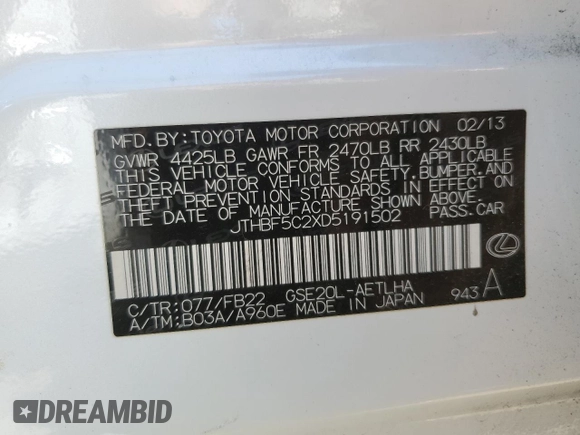 MFD. BY: TOYOTA MOTOR CORPORATION 02/13
GVWR 4425LB GAWR FR 2470LB RR 2430LB
THIS VEHICLE CONFORMS TO ALL APPLICABLE
FEDERAL MOTOR VEHICLE SAFETY, BUMPER, AND
THEFT PREVENTION STANDARDS IN EFFECT ON
THE DATE OF MANUFACTURE SHOWN ABOVE.
JTHBF5C2XD5191502 PASS. CAR
C/TR: 077/FB22 GSE20L-AETLHA
A/TM: B03A/A960E MADE IN JAPAN 943 A
DREAMBID